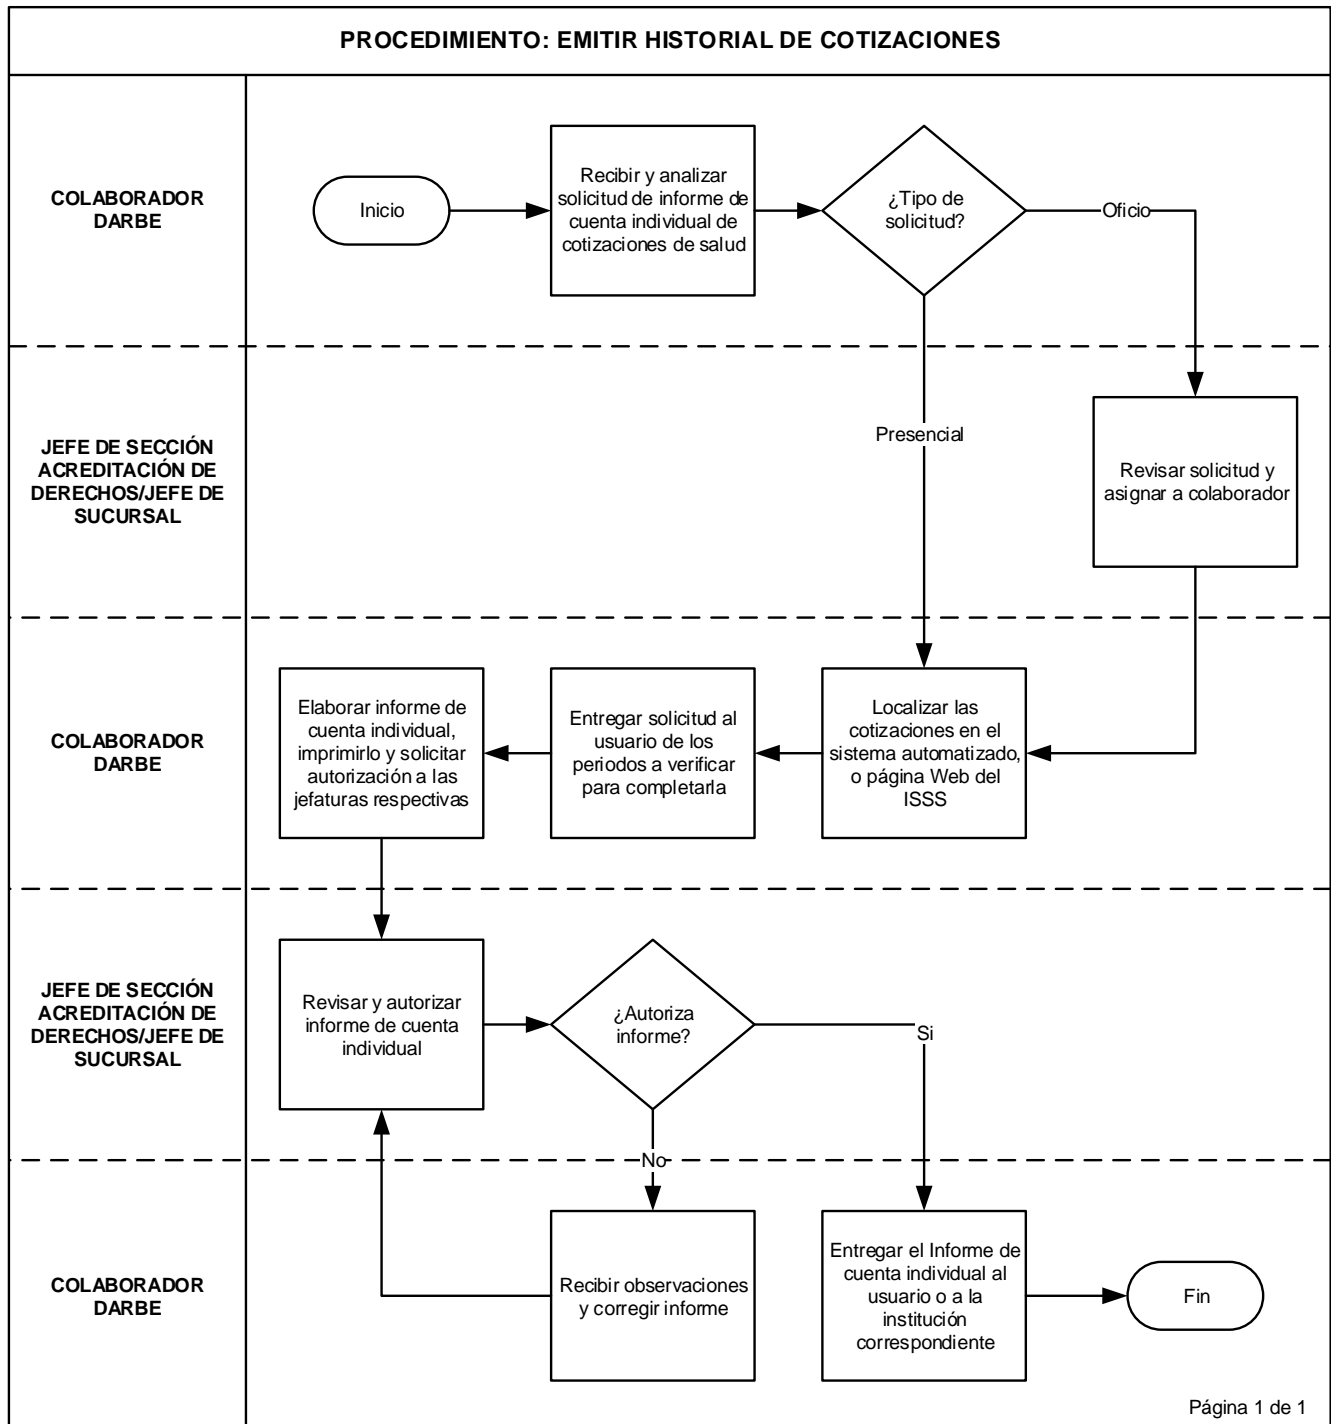 PROCEDIMIENTO: EMITIR HISTORIAL DE COTIZACIONES
COLABORADOR
DARBE
Inicio
Recibir y analizar
solicitud de informe de
cuenta individual de
cotizaciones de salud
¿Tipo de
solicitud?
Oficio
Presencial
JEFE DE SECCIÓN
ACREDITACIÓN DE
DERECHOS/JEFE DE
SUCURSAL
Revisar solicitud y
asignar a colaborador
COLABORADOR
DARBE
Elaborar informe de
cuenta individual,
imprimirlo y solicitar
autorización a las
jefaturas respectivas
Entregar solicitud al
usuario de los
periodos a verificar
para completarla
Localizar las
cotizaciones en el
sistema automatizado,
o página Web del
ISSS
JEFE DE SECCIÓN
ACREDITACIÓN DE
DERECHOS/JEFE DE
SUCURSAL
Revisar y autorizar
informe de cuenta
individual
¿Autoriza
informe?
Si
No
COLABORADOR
DARBE
Recibir observaciones
y corregir informe
Entregar el Informe de
cuenta individual al
usuario o a la
institución
correspondiente
Fin
Página 1 de 1